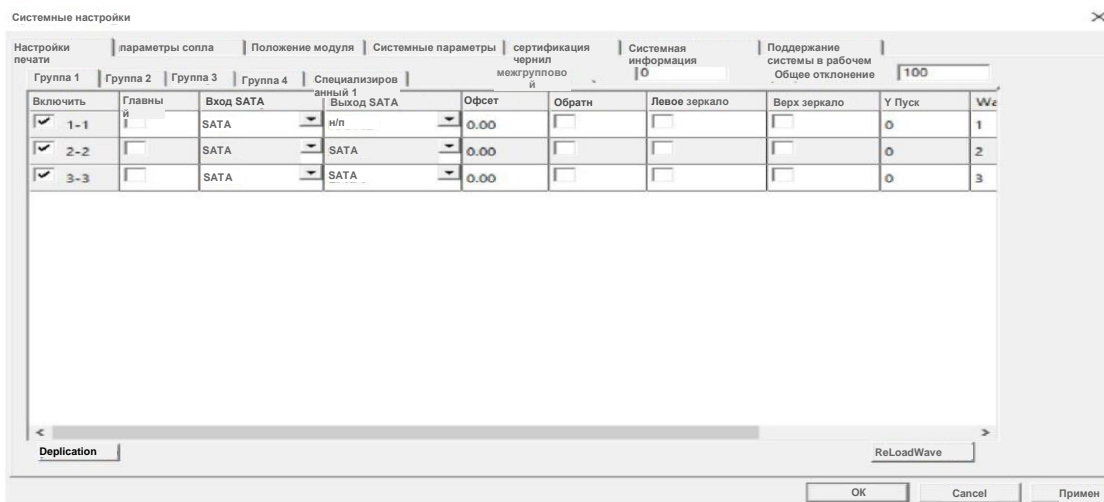 Системные настройки
Настройки печати
параметры сопла
Положение модуля
Системные параметры
сертификация чернил
Системная информация
Поддержание системы в рабочем
Группа 1
Группа 2
Группа 3
Группа 4
Специализированный 1
межгрупповой
0
Общее отклонение
100
Включить Главный Вход SATA Выход SATA Офсет Обратн Левое зеркало Верх зеркало Y Пуск Wa
1-1 SATA н/п 0.00 0 1
2-2 SATA SATA 0.00 0 2
3-3 SATA SATA 0.00 0 3
Deplication
ReLoadWave
ОК
Cancel
Примен